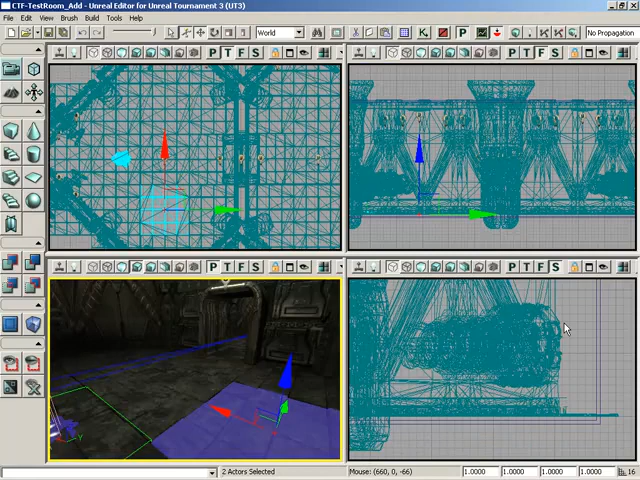 CTF-TestRoom_Add - Unreal Editor for Unreal Tournament 3 (UT3)
File Edit View Brush Build Tools Help
World K P No Propagation
P T F S P T F S
P T F S P T F S
Y
2 Actors Selected Mouse: (660, 0, -66) 1.0000 1.0000 1.0000 1.0000 16